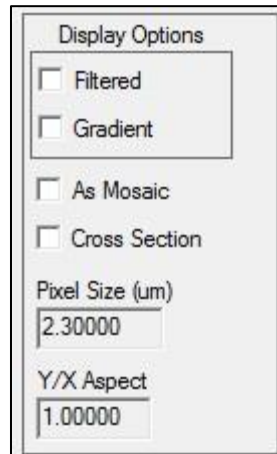 Display Options
Filtered
Gradient
As Mosaic
Cross Section
Pixel Size (um)
2.30000
Y/X Aspect
1.00000